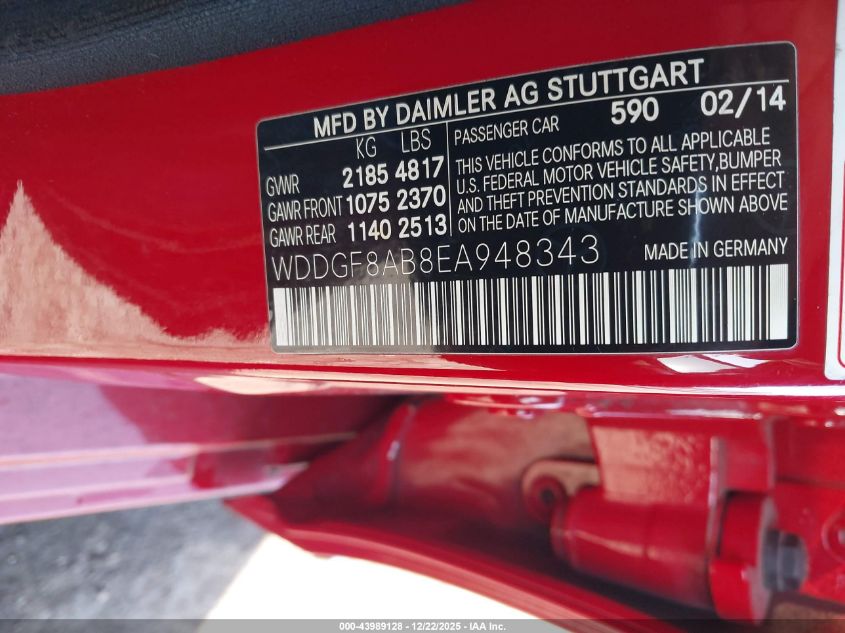 MFD BY DAIMLER AG STUTTGART
590 02/14
KG LBS
GVWR 2185 4817
GAWR FRONT 1075 2370
GAWR REAR 1140 2513
PASSENGER CAR
THIS VEHICLE CONFORMS TO ALL APPLICABLE
U.S. FEDERAL MOTOR VEHICLE SAFETY,BUMPER
AND THEFT PREVENTION STANDARDS IN EFFECT
ON THE DATE OF MANUFACTURE SHOWN ABOVE
WDDGF8AB8EA948343
MADE IN GERMANY
000-43989128 - 12/22/2025 - IAA Inc.